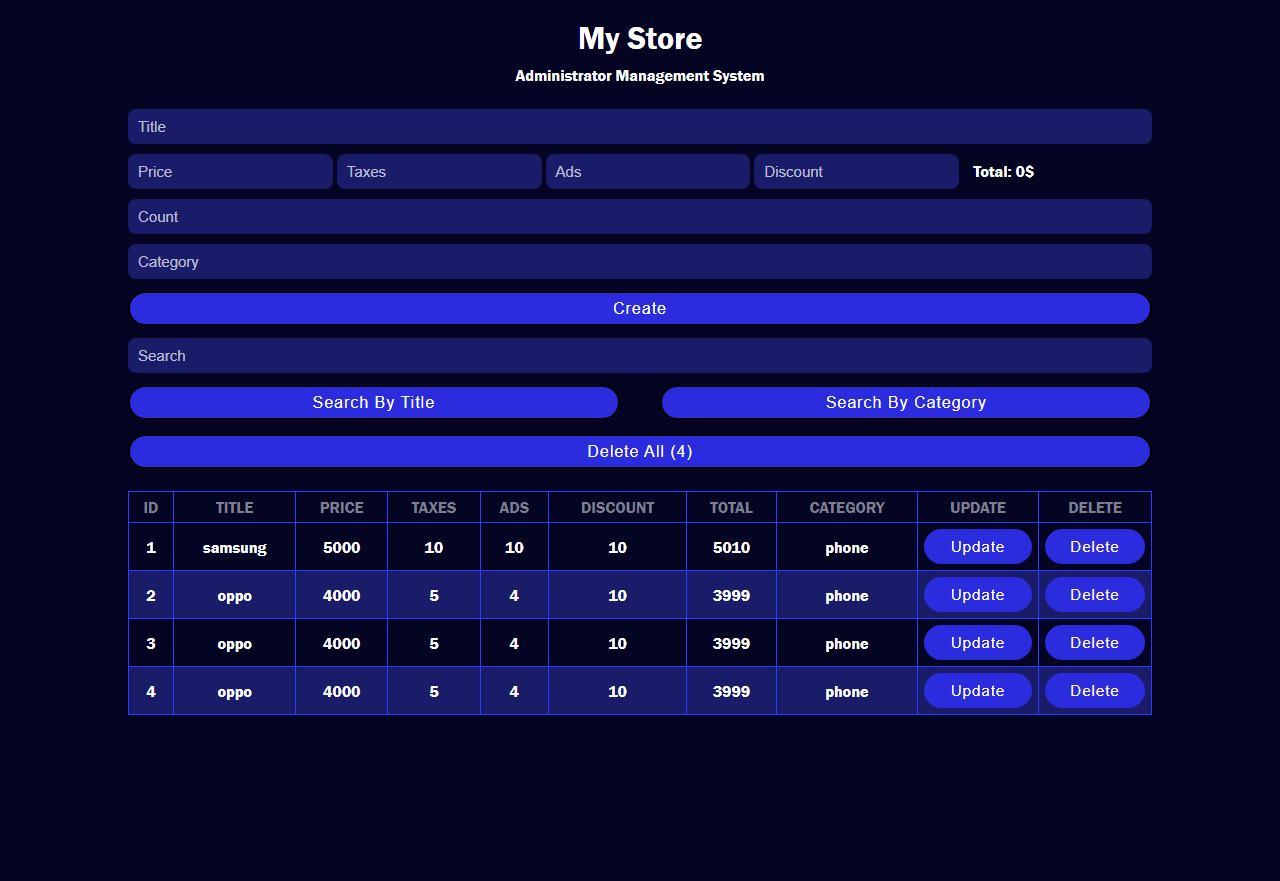 My Store
Administrator Management System
Title
Price Taxes Ads Discount Total: 0$
Count
Category
Create
Search
Search By Title Search By Category
Delete All (4)
ID TITLE PRICE TAXES ADS DISCOUNT TOTAL CATEGORY UPDATE DELETE
1 samsung 5000 10 10 10 5010 phone Update Delete
2 oppo 4000 5 4 10 3999 phone Update Delete
3 oppo 4000 5 4 10 3999 phone Update Delete
4 oppo 4000 5 4 10 3999 phone Update Delete